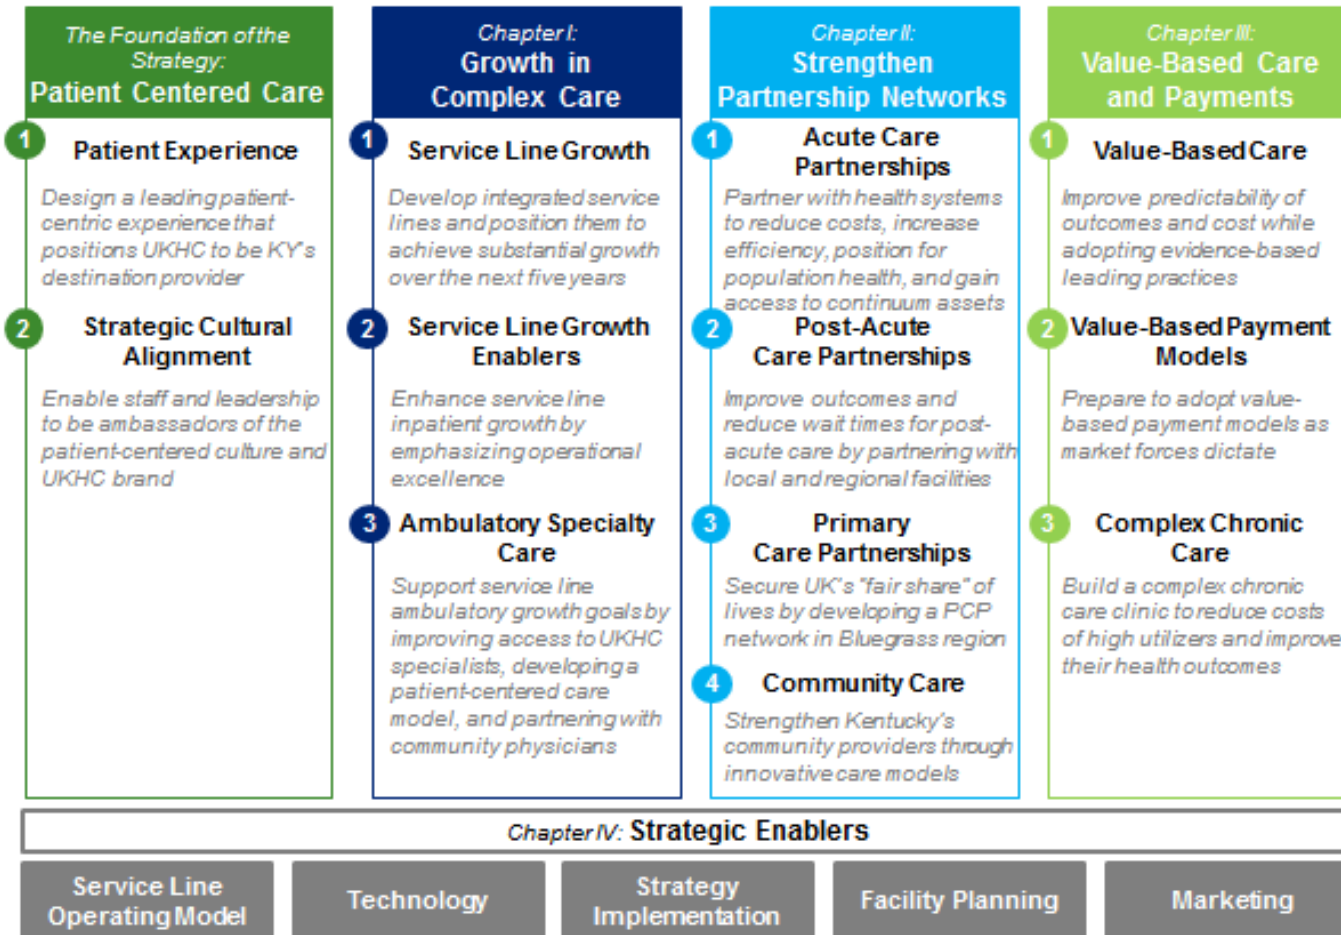 The Foundation of the
Strategy:
Patient Centered Care
1
Patient Experience
Design a leading patient-
centric experience that
positions UKHC to be KY's
destination provider
2
Strategic Cultural
Alignment
Enable staff and leadership
to be ambassadors of the
patient-centered culture and
UKHC brand
Chapter I:
Growth in
Complex Care
1
Service Line Growth
Develop integrated service
lines and position them to
achieve substantial growth
over the next five years
2
Service Line Growth
Enablers
Enhance service line
inpatient growth by
emphasizing operational
excellence
3
Ambulatory Specialty
Care
Support service line
ambulatory growth goals by
improving access to UKHC
specialists, developing a
patient-centered care
model, and partnering with
community physicians
Chapter II:
Strengthen
Partnership Networks
1
Acute Care
Partnerships
Partner with health systems
to reduce costs, increase
efficiency, position for
population health, and gain
access to continuum assets
2
Post-Acute
Care Partnerships
Improve outcomes and
reduce wait times for post-
acute care by partnering with
local and regional facilities
3
Primary
Care Partnerships
Secure UK's "fair share" of
lives by developing a PCP
network in Bluegrass region
4
Community Care
Strengthen Kentucky's
community providers through
innovative care models
Chapter III:
Value-Based Care
and Payments
1
Value-Based Care
Improve predictability of
outcomes and cost while
adopting evidence-based
leading practices
2
Value-Based Payment
Models
Prepare to adopt value-
based payment models as
market forces dictate
3
Complex Chronic
Care
Build a complex chronic
care clinic to reduce costs
of high utilizers and improve
their health outcomes
Chapter IV: Strategic Enablers
Service Line
Operating Model
Technology
Strategy
Implementation
Facility Planning
Marketing